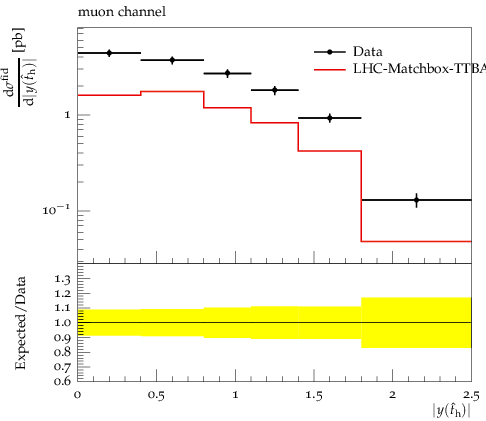 muon channel
dσ^fid / d|y(t̂_h)| [pb]
Data
LHC-Matchbox-TTBA
1
10^−1
Expected/Data
1.3
1.2
1.1
1.0
0.9
0.8
0.7
0.6
0 0.5 1 1.5 2 2.5
|y(t̂_h)|